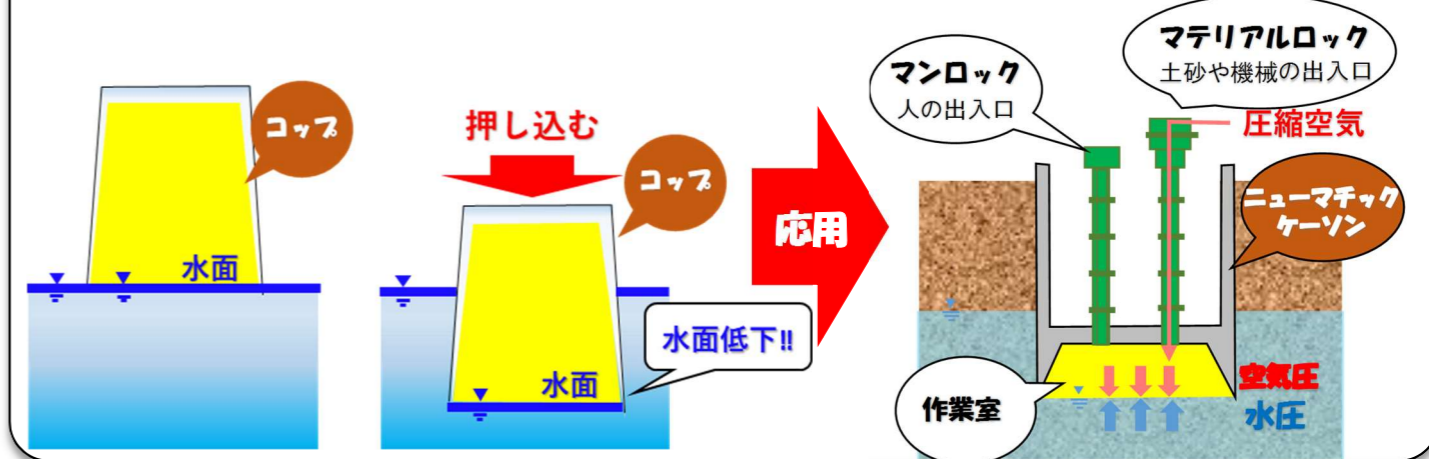 コップ
水面
押し込む
コップ
水面低下!!
水面
応用
マンロック
人の出入口
マテリアルロック
土砂や機械の出入口
圧縮空気
ニューマチック
ケーソン
作業室
空気圧
水圧